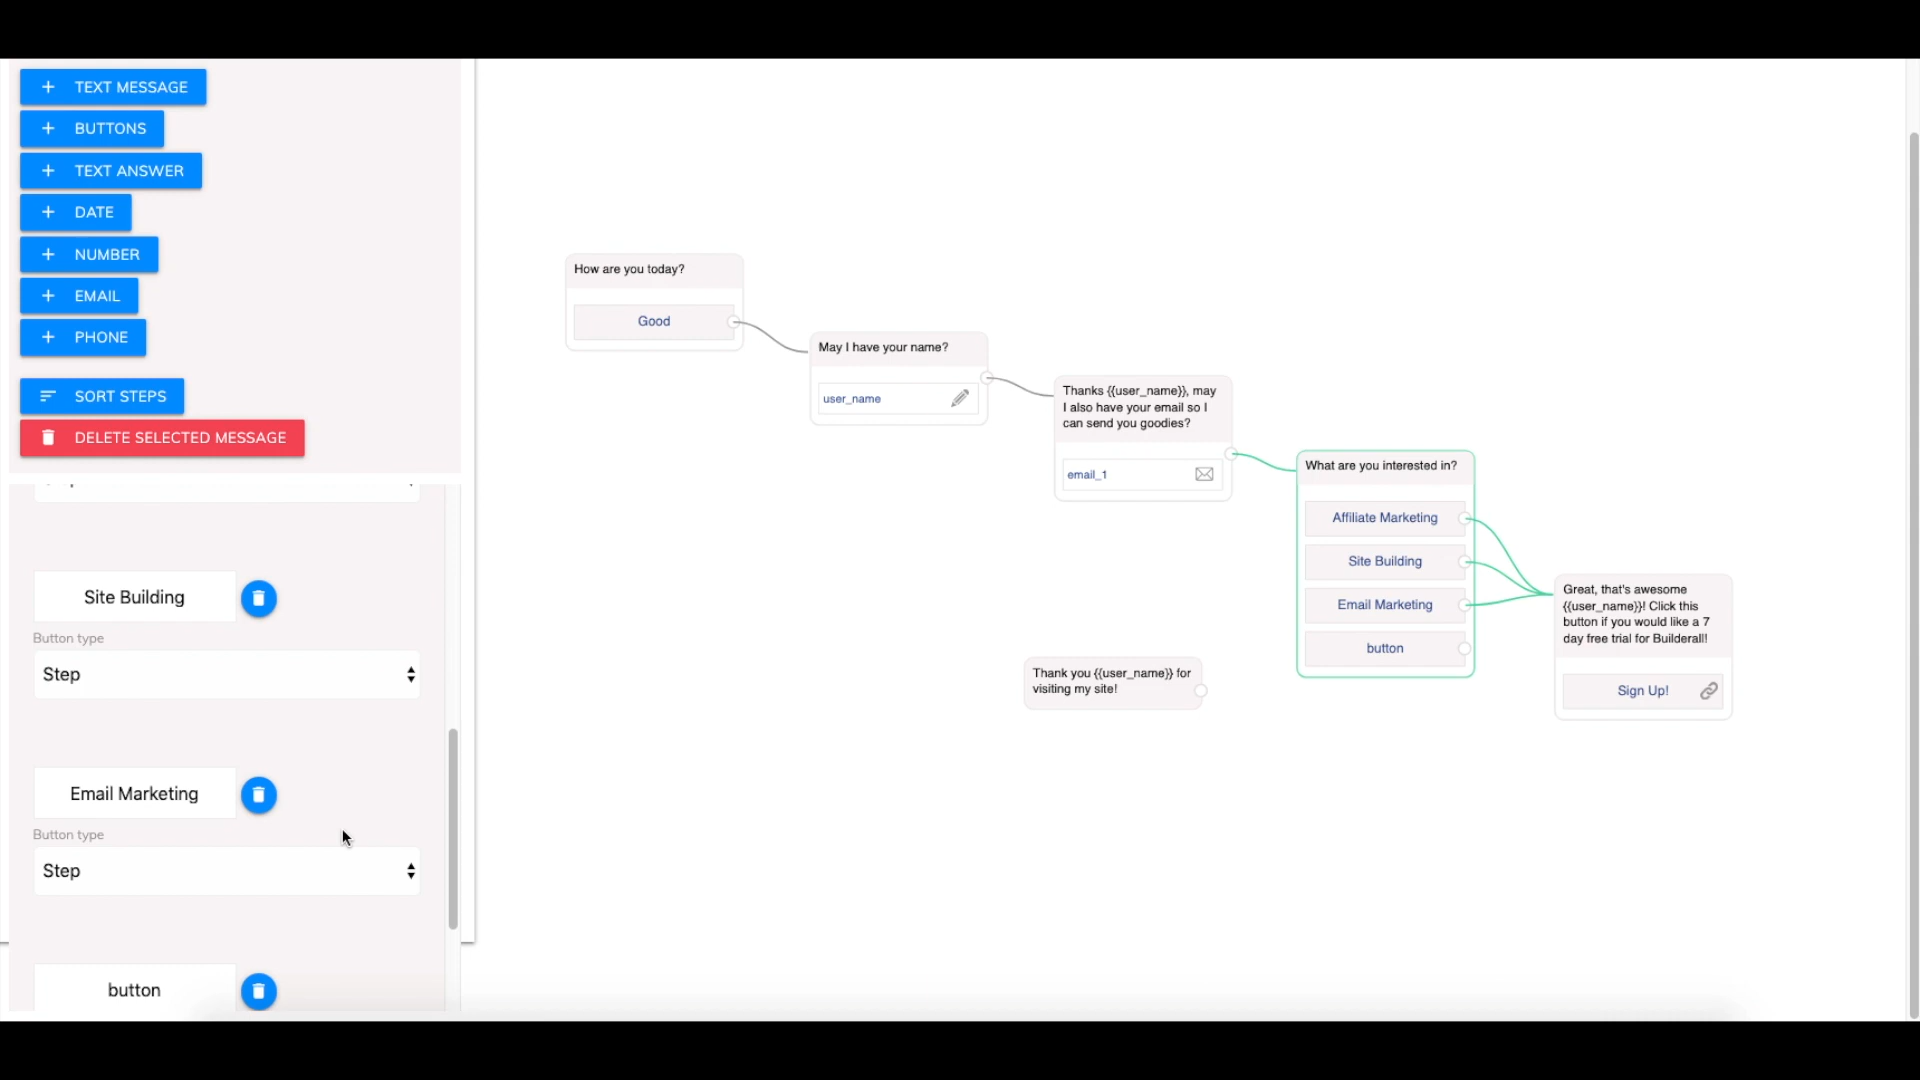 TEXT MESSAGE
BUTTONS
TEXT ANSWER
DATE
NUMBER
EMAIL
PHONE
SORT STEPS
DELETE SELECTED MESSAGE
Site Building
Button type
Step
Email Marketing
Button type
Step
button
How are you today?
Good
May I have your name?
user_name
Thanks {{user_name}}, may
I also have your email so I
can send you goodies?
email_1
What are you interested in?
Affiliate Marketing
Site Building
Email Marketing
button
Thank you {{user_name}} for
visiting my site!
Great, that's awesome
{{user_name}}! Click this
button if you would like a 7
day free trial for Builderall!
Sign Up!